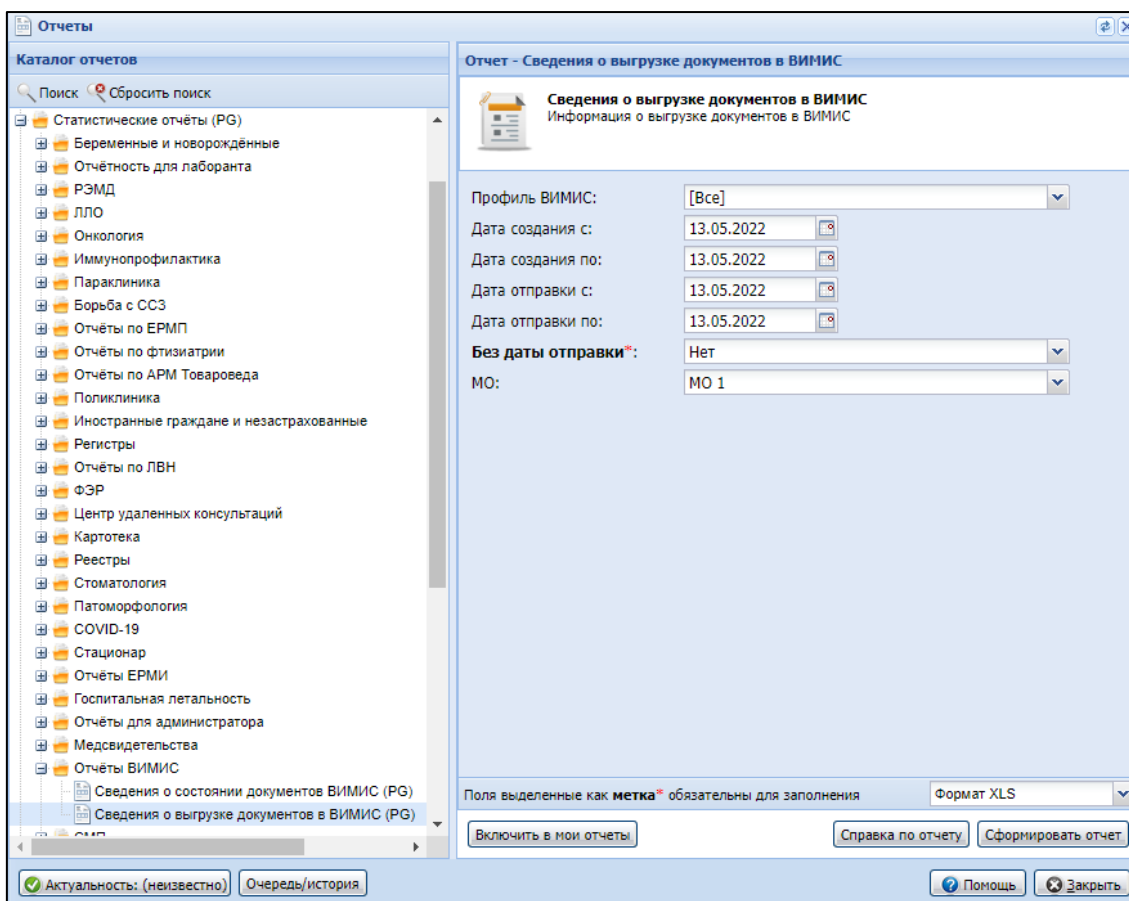 Отчеты
Каталог отчетов
Поиск Сбросить поиск
Статистические отчёты (PG)
Беременные и новорождённые
Отчётность для лаборанта
РЭМД
ЛЛО
Онкология
Иммунопрофилактика
Параклиника
Борьба с ССЗ
Отчёты по ЕРМП
Отчёты по фтизиатрии
Отчёты по АРМ Товароведа
Поликлиника
Иностранные граждане и незастрахованные
Регистры
Отчёты по ЛВН
ФЭР
Центр удаленных консультаций
Картотека
Реестры
Стоматология
Патоморфология
COVID-19
Стационар
Отчёты ЕРМИ
Госпитальная летальность
Отчёты для администратора
Медсвидетельства
Отчёты ВИМИС
Сведения о состоянии документов ВИМИС (PG)
Сведения о выгрузке документов в ВИМИС (PG)
Отчет - Сведения о выгрузке документов в ВИМИС
Сведения о выгрузке документов в ВИМИС
Информация о выгрузке документов в ВИМИС
Профиль ВИМИС: [Все]
Дата создания с: 13.05.2022
Дата создания по: 13.05.2022
Дата отправки с: 13.05.2022
Дата отправки по: 13.05.2022
Без даты отправки*: Нет
МО: МО 1
Поля выделенные как метка* обязательны для заполнения Формат XLS
Включить в мои отчеты Справка по отчету Сформировать отчет
Актуальность: (неизвестно) Очередь/история Помощь Закрыть